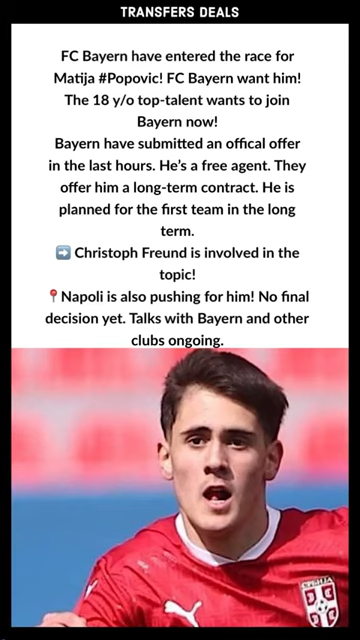 TRANSFERS DEALS
FC Bayern have entered the race for
Matija #Popovic! FC Bayern want him!
The 18 y/o top-talent wants to join
Bayern now!
Bayern have submitted an offical offer
in the last hours. He's a free agent. They
offer him a long-term contract. He is
planned for the first team in the long
term.
➡️ Christoph Freund is involved in the
topic!
📍Napoli is also pushing for him! No final
decision yet. Talks with Bayern and other
clubs ongoing.
СРБИЈА